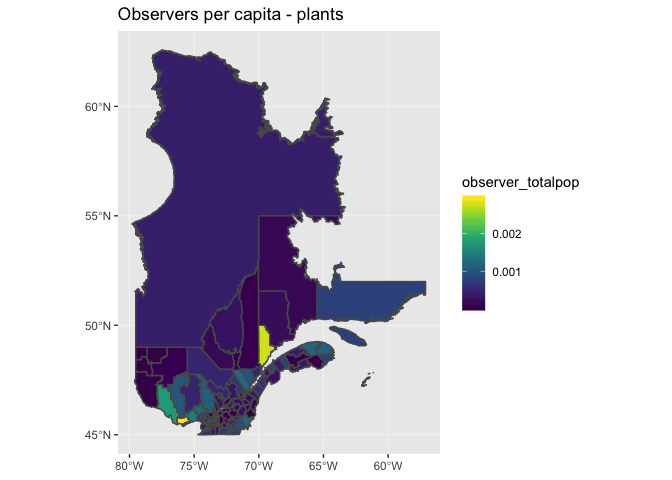 Observers per capita - plants
60°N
55°N
50°N
45°N
80°W
75°W
70°W
65°W
60°W
observer_totalpop
0.002
0.001